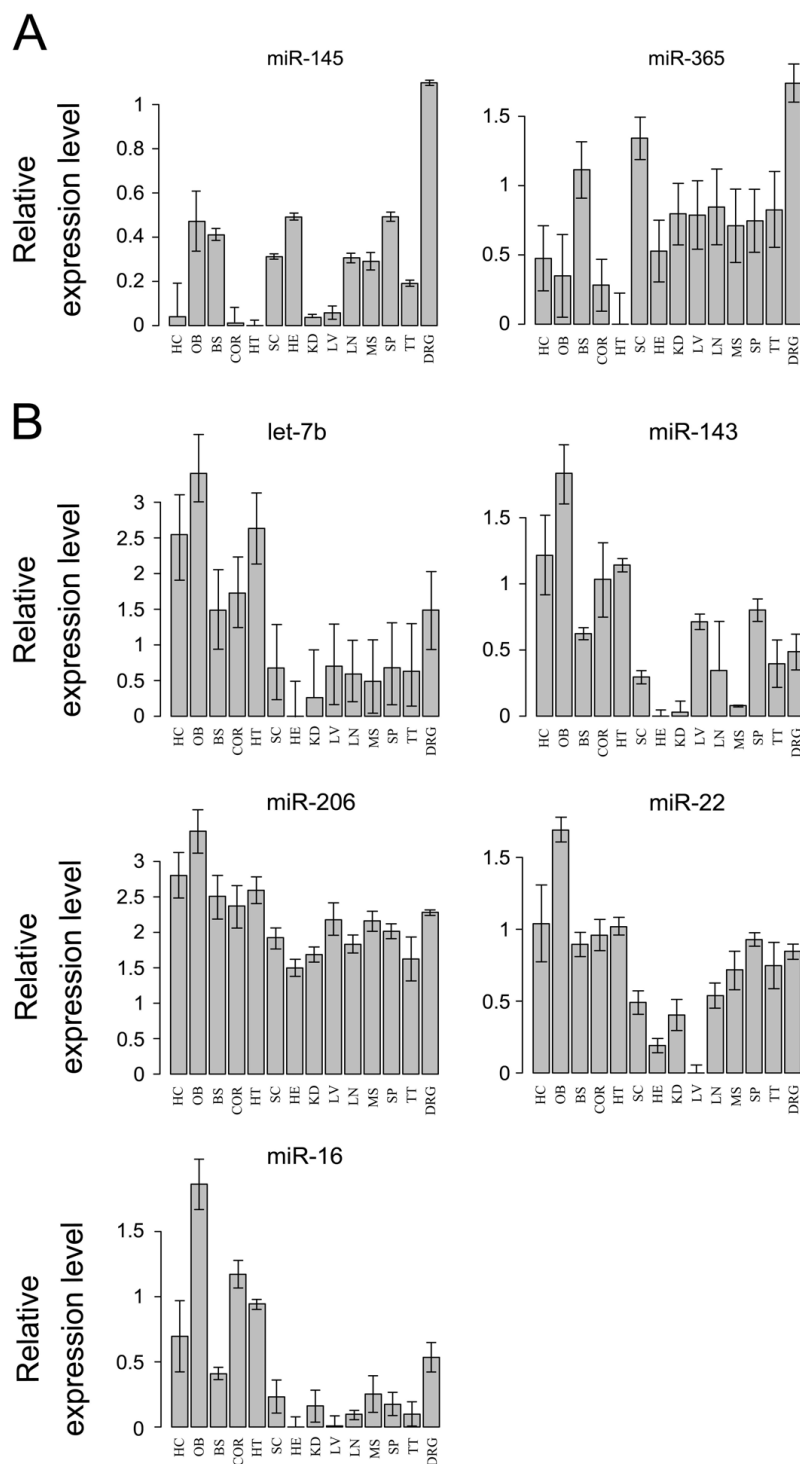 A
miR-145
miR-365
Relative
expression level
1
0.8
0.6
0.4
0.2
0
HC OB BS COR HT SC HE KD LV LN MS SP TT DRG
1.5
1
0.5
0
HC OB BS COR HT SC HE KD LV LN MS SP TT DRG
B
let-7b
miR-143
Relative
expression level
3
2.5
2
1.5
1
0.5
0
HC OB BS COR HT SC HE KD LV LN MS SP TT DRG
1.5
1
0.5
0
HC OB BS COR HT SC HE KD LV LN MS SP TT DRG
miR-206
miR-22
Relative
expression level
3
2.5
2
1.5
1
0.5
0
HC OB BS COR HT SC HE KD LV LN MS SP TT DRG
1.5
1
0.5
0
HC OB BS COR HT SC HE KD LV LN MS SP TT DRG
miR-16
Relative
expression level
1.5
1
0.5
0
HC OB BS COR HT SC HE KD LV LN MS SP TT DRG